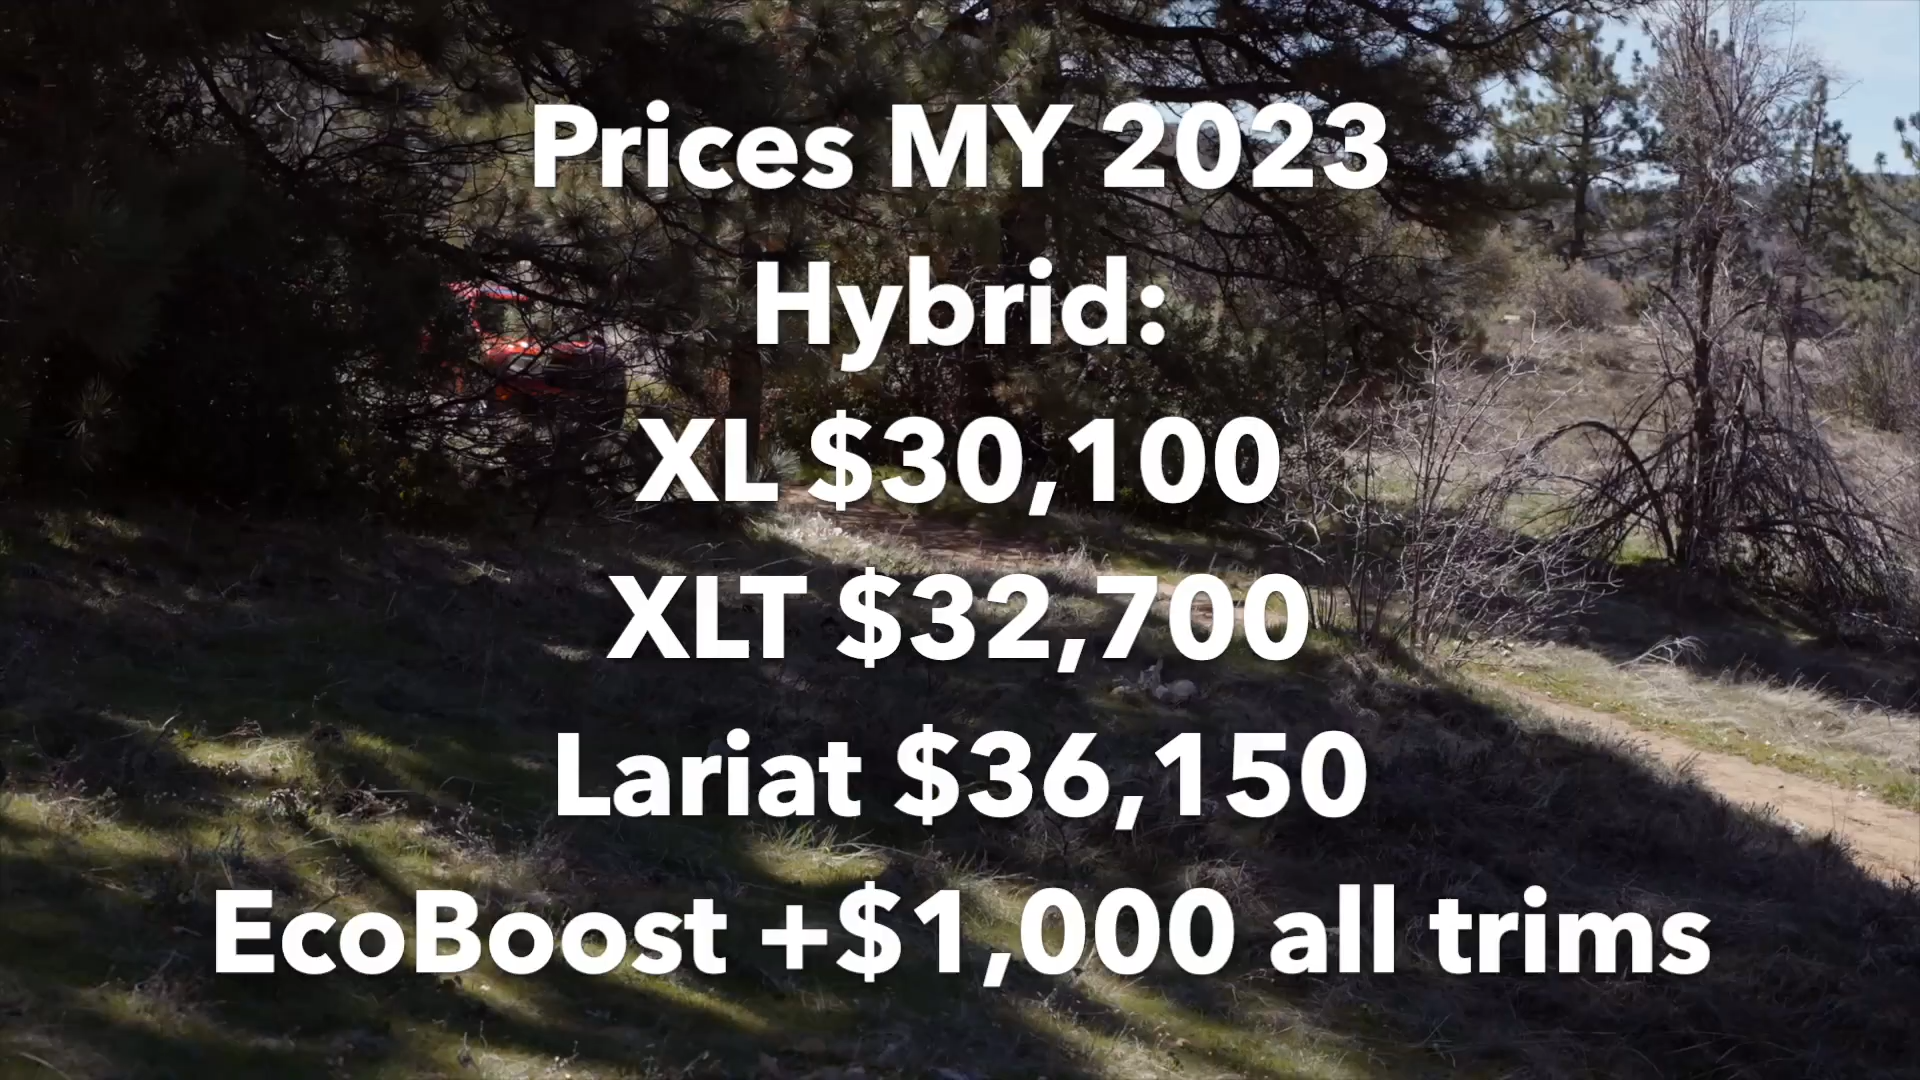 Prices MY 2023
Hybrid:
XL $30,100
XLT $32,700
Lariat $36,150
EcoBoost +$1,000 all trims